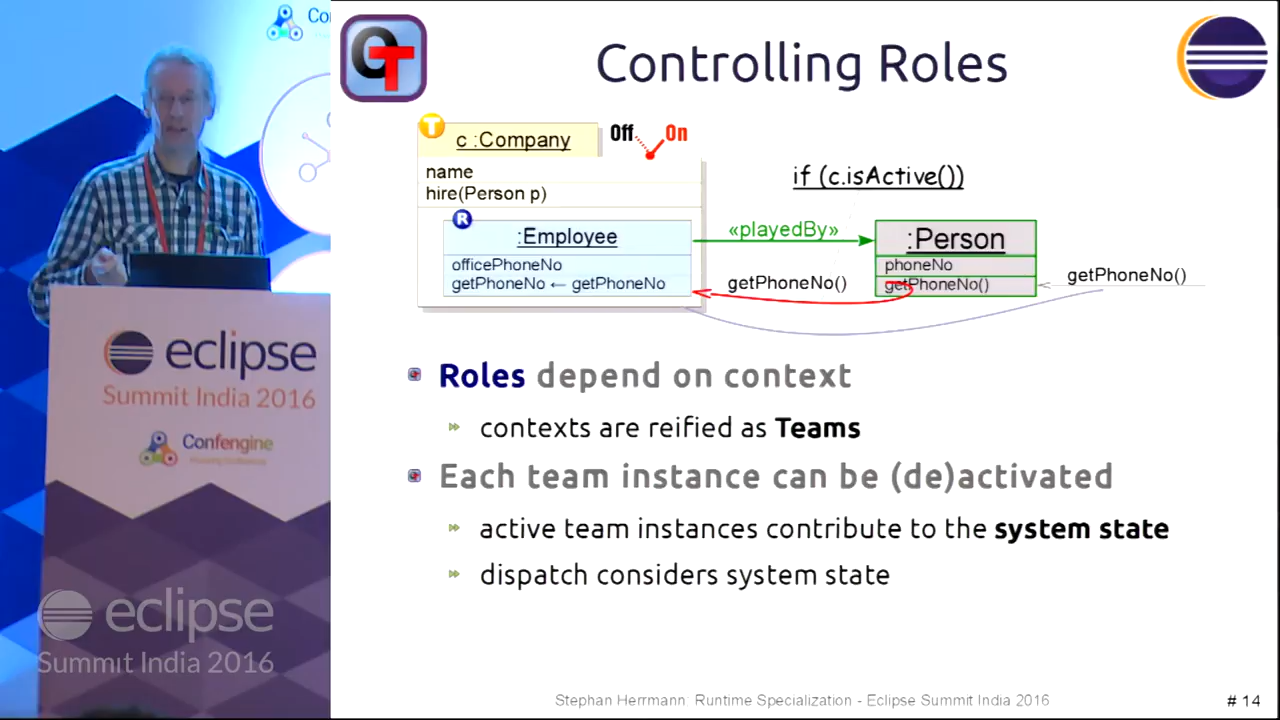 Co
OT
Controlling Roles
T
c :Company
Off
On
name
hire(Person p)
if (c.isActive())
R
:Employee
«playedBy»
:Person
officePhoneNo
getPhoneNo ← getPhoneNo
getPhoneNo()
phoneNo
getPhoneNo()
getPhoneNo()
Roles depend on context
contexts are reified as Teams
Each team instance can be (de)activated
active team instances contribute to the system state
dispatch considers system state
Stephan Herrmann: Runtime Specialization - Eclipse Summit India 2016
# 14
eclipse
Summit India 2016
Confengine
eclipse
Summit India 2016